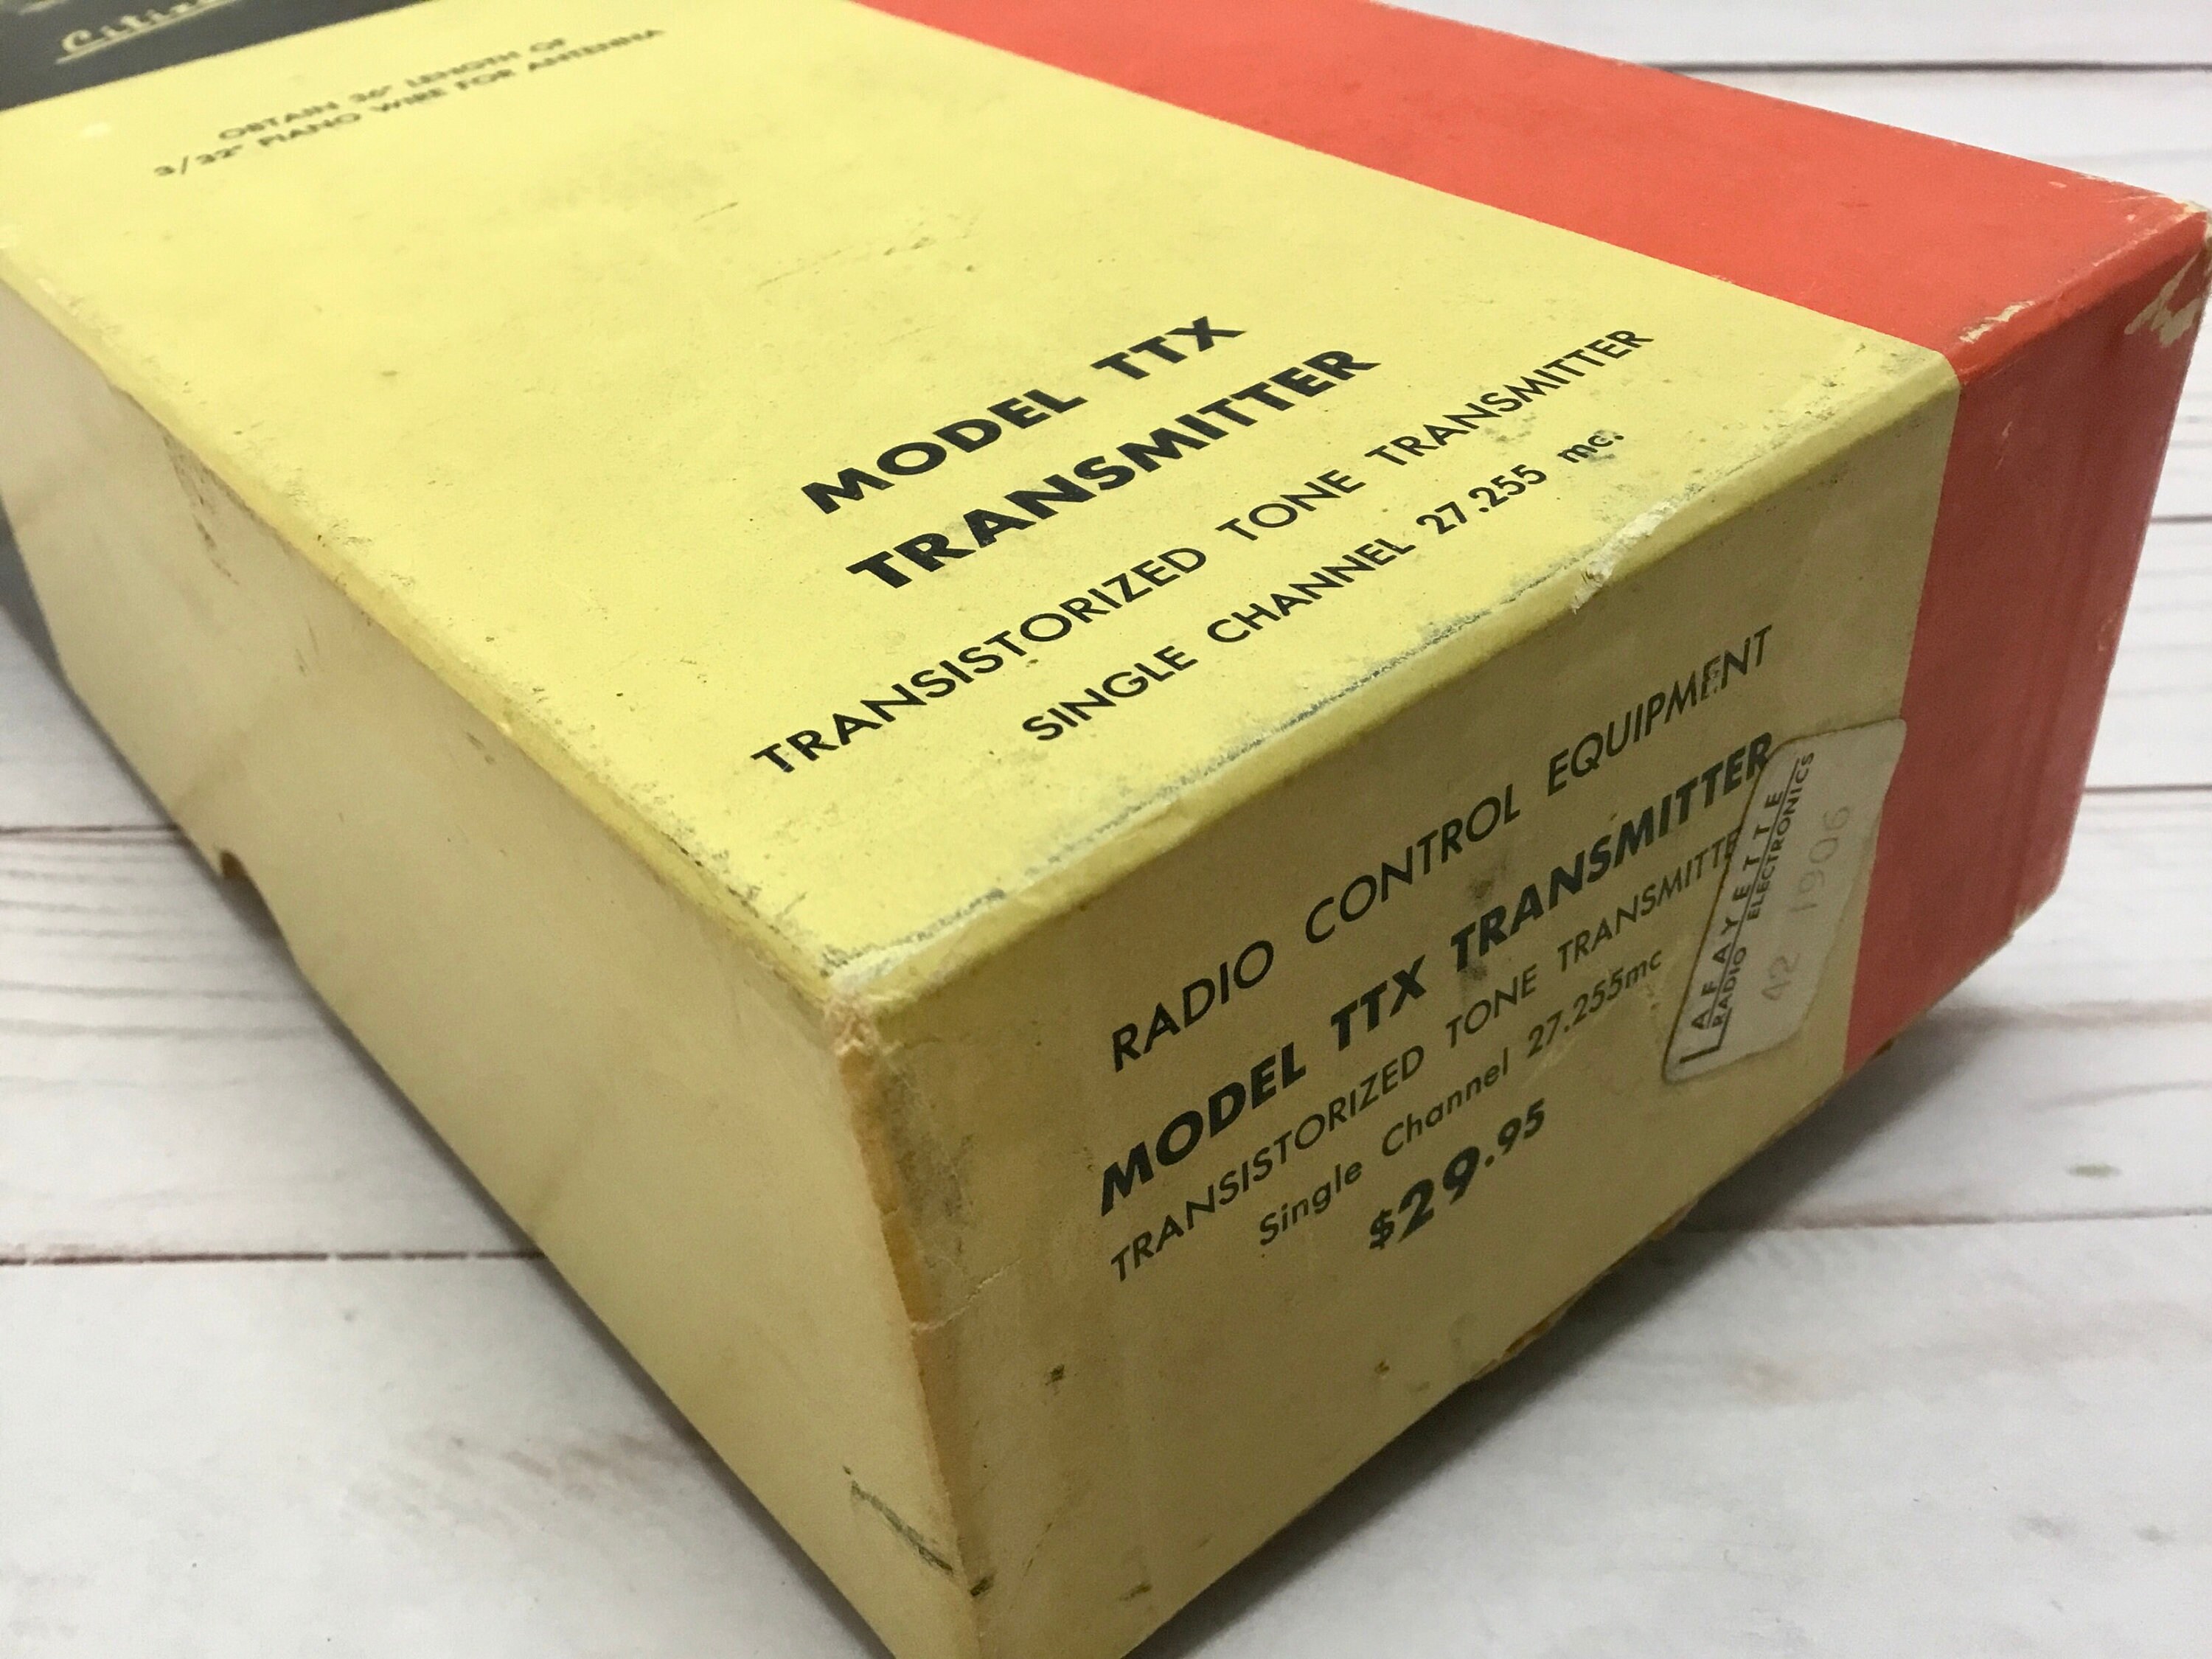 OBTAIN 36" LENGTH OF
3/32" PIANO WIRE FOR ANTENNA
MODEL TTX
TRANSMITTER
TRANSISTORIZED TONE TRANSMITTER
SINGLE CHANNEL 27.255 mc.
RADIO CONTROL EQUIPMENT
MODEL TTX TRANSMITTER
TRANSISTORIZED TONE TRANSMITTE
Single Channel 27.255mc
$29.95
LAFAYETTE
RADIO ELECTRONICS
42 1906